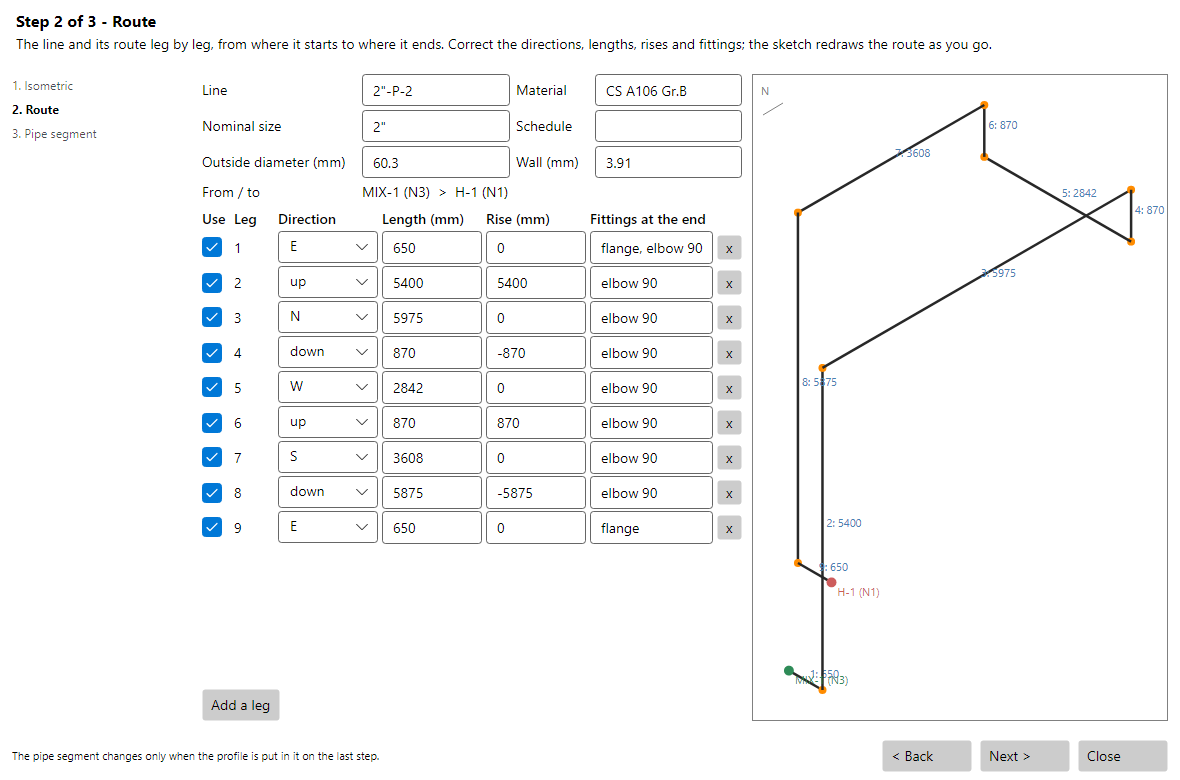 Step 2 of 3 - Route
The line and its route leg by leg, from where it starts to where it ends. Correct the directions, lengths, rises and fittings; the sketch redraws the route as you go.
1. Isometric
2. Route
3. Pipe segment
Line 2"-P-2 Material CS A106 Gr.B
Nominal size 2" Schedule
Outside diameter (mm) 60.3 Wall (mm) 3.91
From / to MIX-1 (N3) > H-1 (N1)
Use Leg Direction Length (mm) Rise (mm) Fittings at the end
1 E 650 0 flange, elbow 90 x
2 up 5400 5400 elbow 90 x
3 N 5975 0 elbow 90 x
4 down 870 -870 elbow 90 x
5 W 2842 0 elbow 90 x
6 up 870 870 elbow 90 x
7 S 3608 0 elbow 90 x
8 down 5875 -5875 elbow 90 x
9 E 650 0 flange x
Add a leg
N
6: 870
7: 3608
5: 2842
4: 870
3: 5975
8: 5875
2: 5400
9: 650
H-1 (N1)
1: 650
MIX-1 (N3)
The pipe segment changes only when the profile is put in it on the last step.
< Back Next > Close